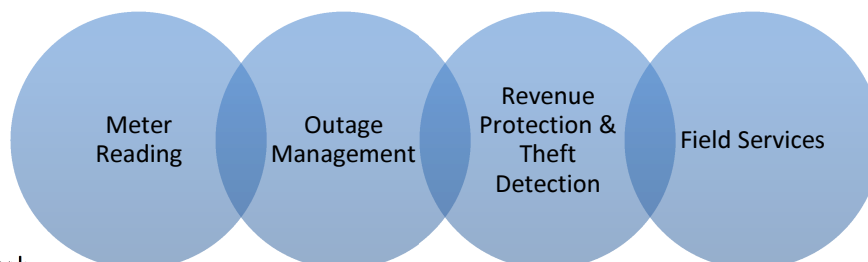 Meter
Reading
Outage
Management
Revenue
Protection &
Theft
Detection
Field Services